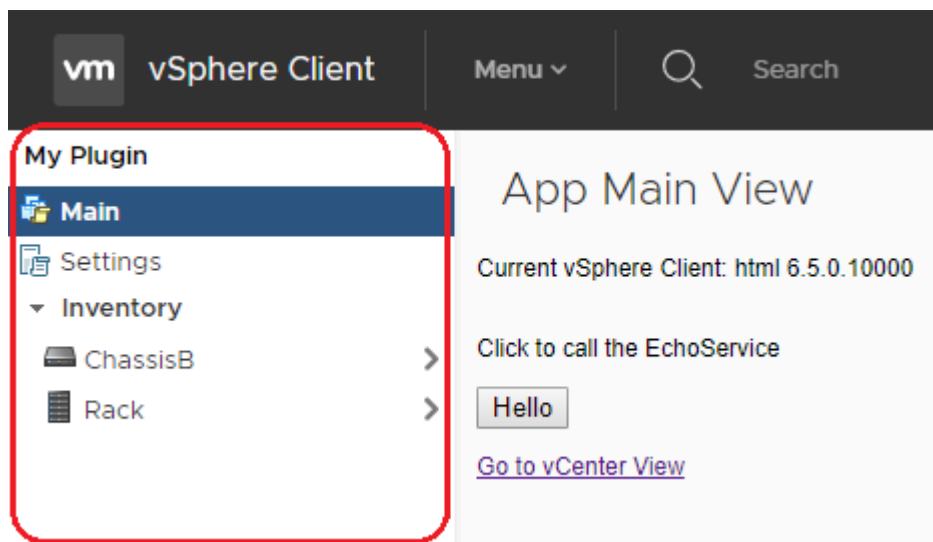 vm vSphere Client Menu Search
My Plugin
Main
Settings
Inventory
ChassisB
Rack
App Main View
Current vSphere Client: html 6.5.0.10000
Click to call the EchoService
Hello
Go to vCenter View